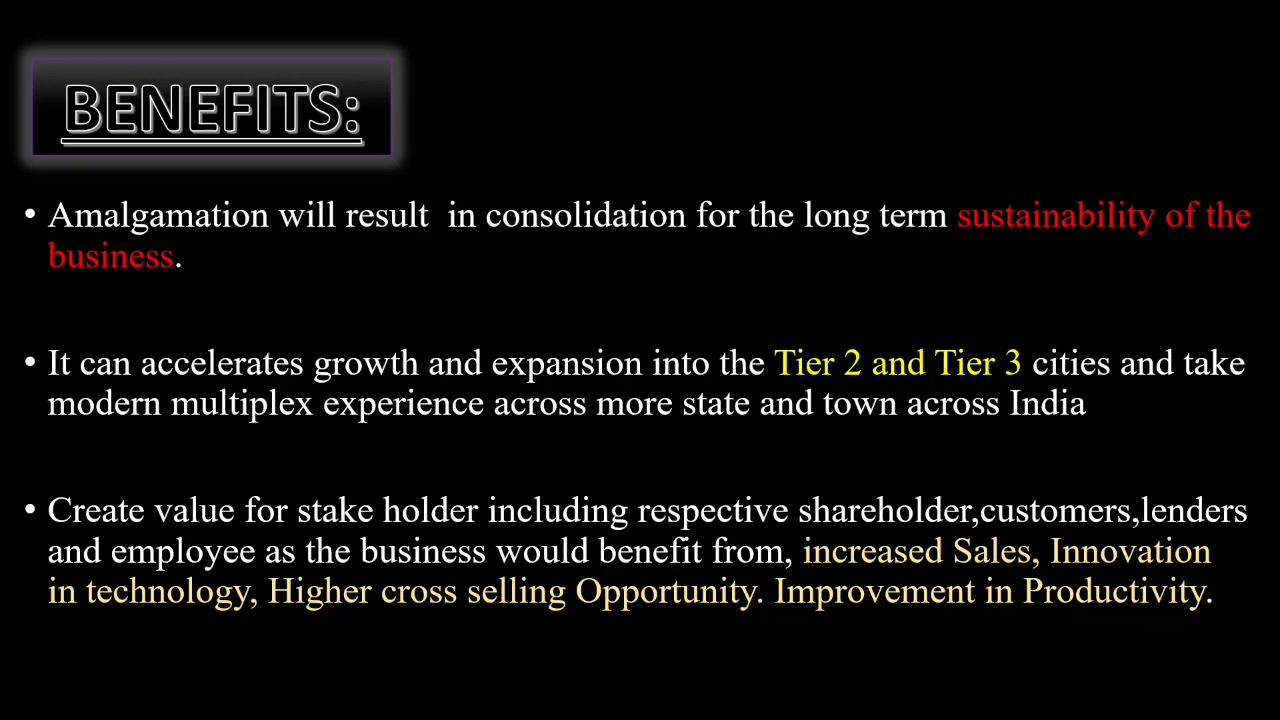 BENEFITS:
• Amalgamation will result  in consolidation for the long term sustainability of the
business.
• It can accelerates growth and expansion into the Tier 2 and Tier 3 cities and take
modern multiplex experience across more state and town across India
• Create value for stake holder including respective shareholder,customers,lenders
and employee as the business would benefit from, increased Sales, Innovation
in technology, Higher cross selling Opportunity. Improvement in Productivity.